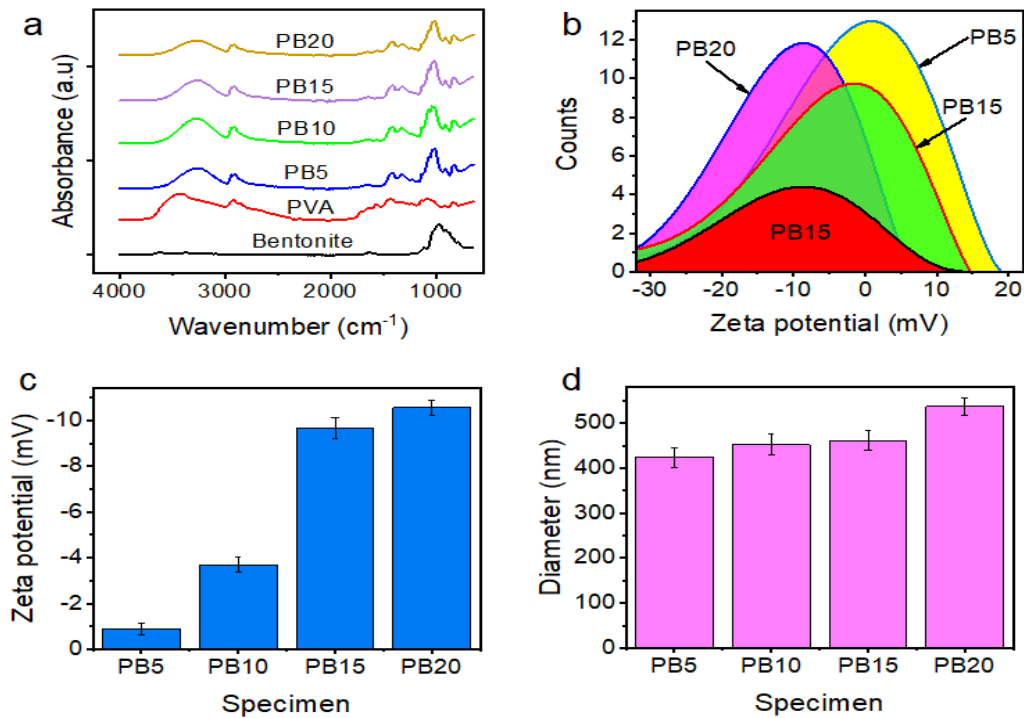 a
PB20
PB15
PB10
PB5
PVA
Bentonite
Absorbance (a.u)
4000 3000 2000 1000
Wavenumber (cm⁻¹)
b
PB20
PB5
PB15
PB15
Counts
12
10
8
6
4
2
0
-30 -20 -10 0 10 20
Zeta potential (mV)
c
Zeta potential (mV)
-10
-8
-6
-4
-2
0
PB5 PB10 PB15 PB20
Specimen
d
Diameter (nm)
500
400
300
200
100
0
PB5 PB10 PB15 PB20
Specimen